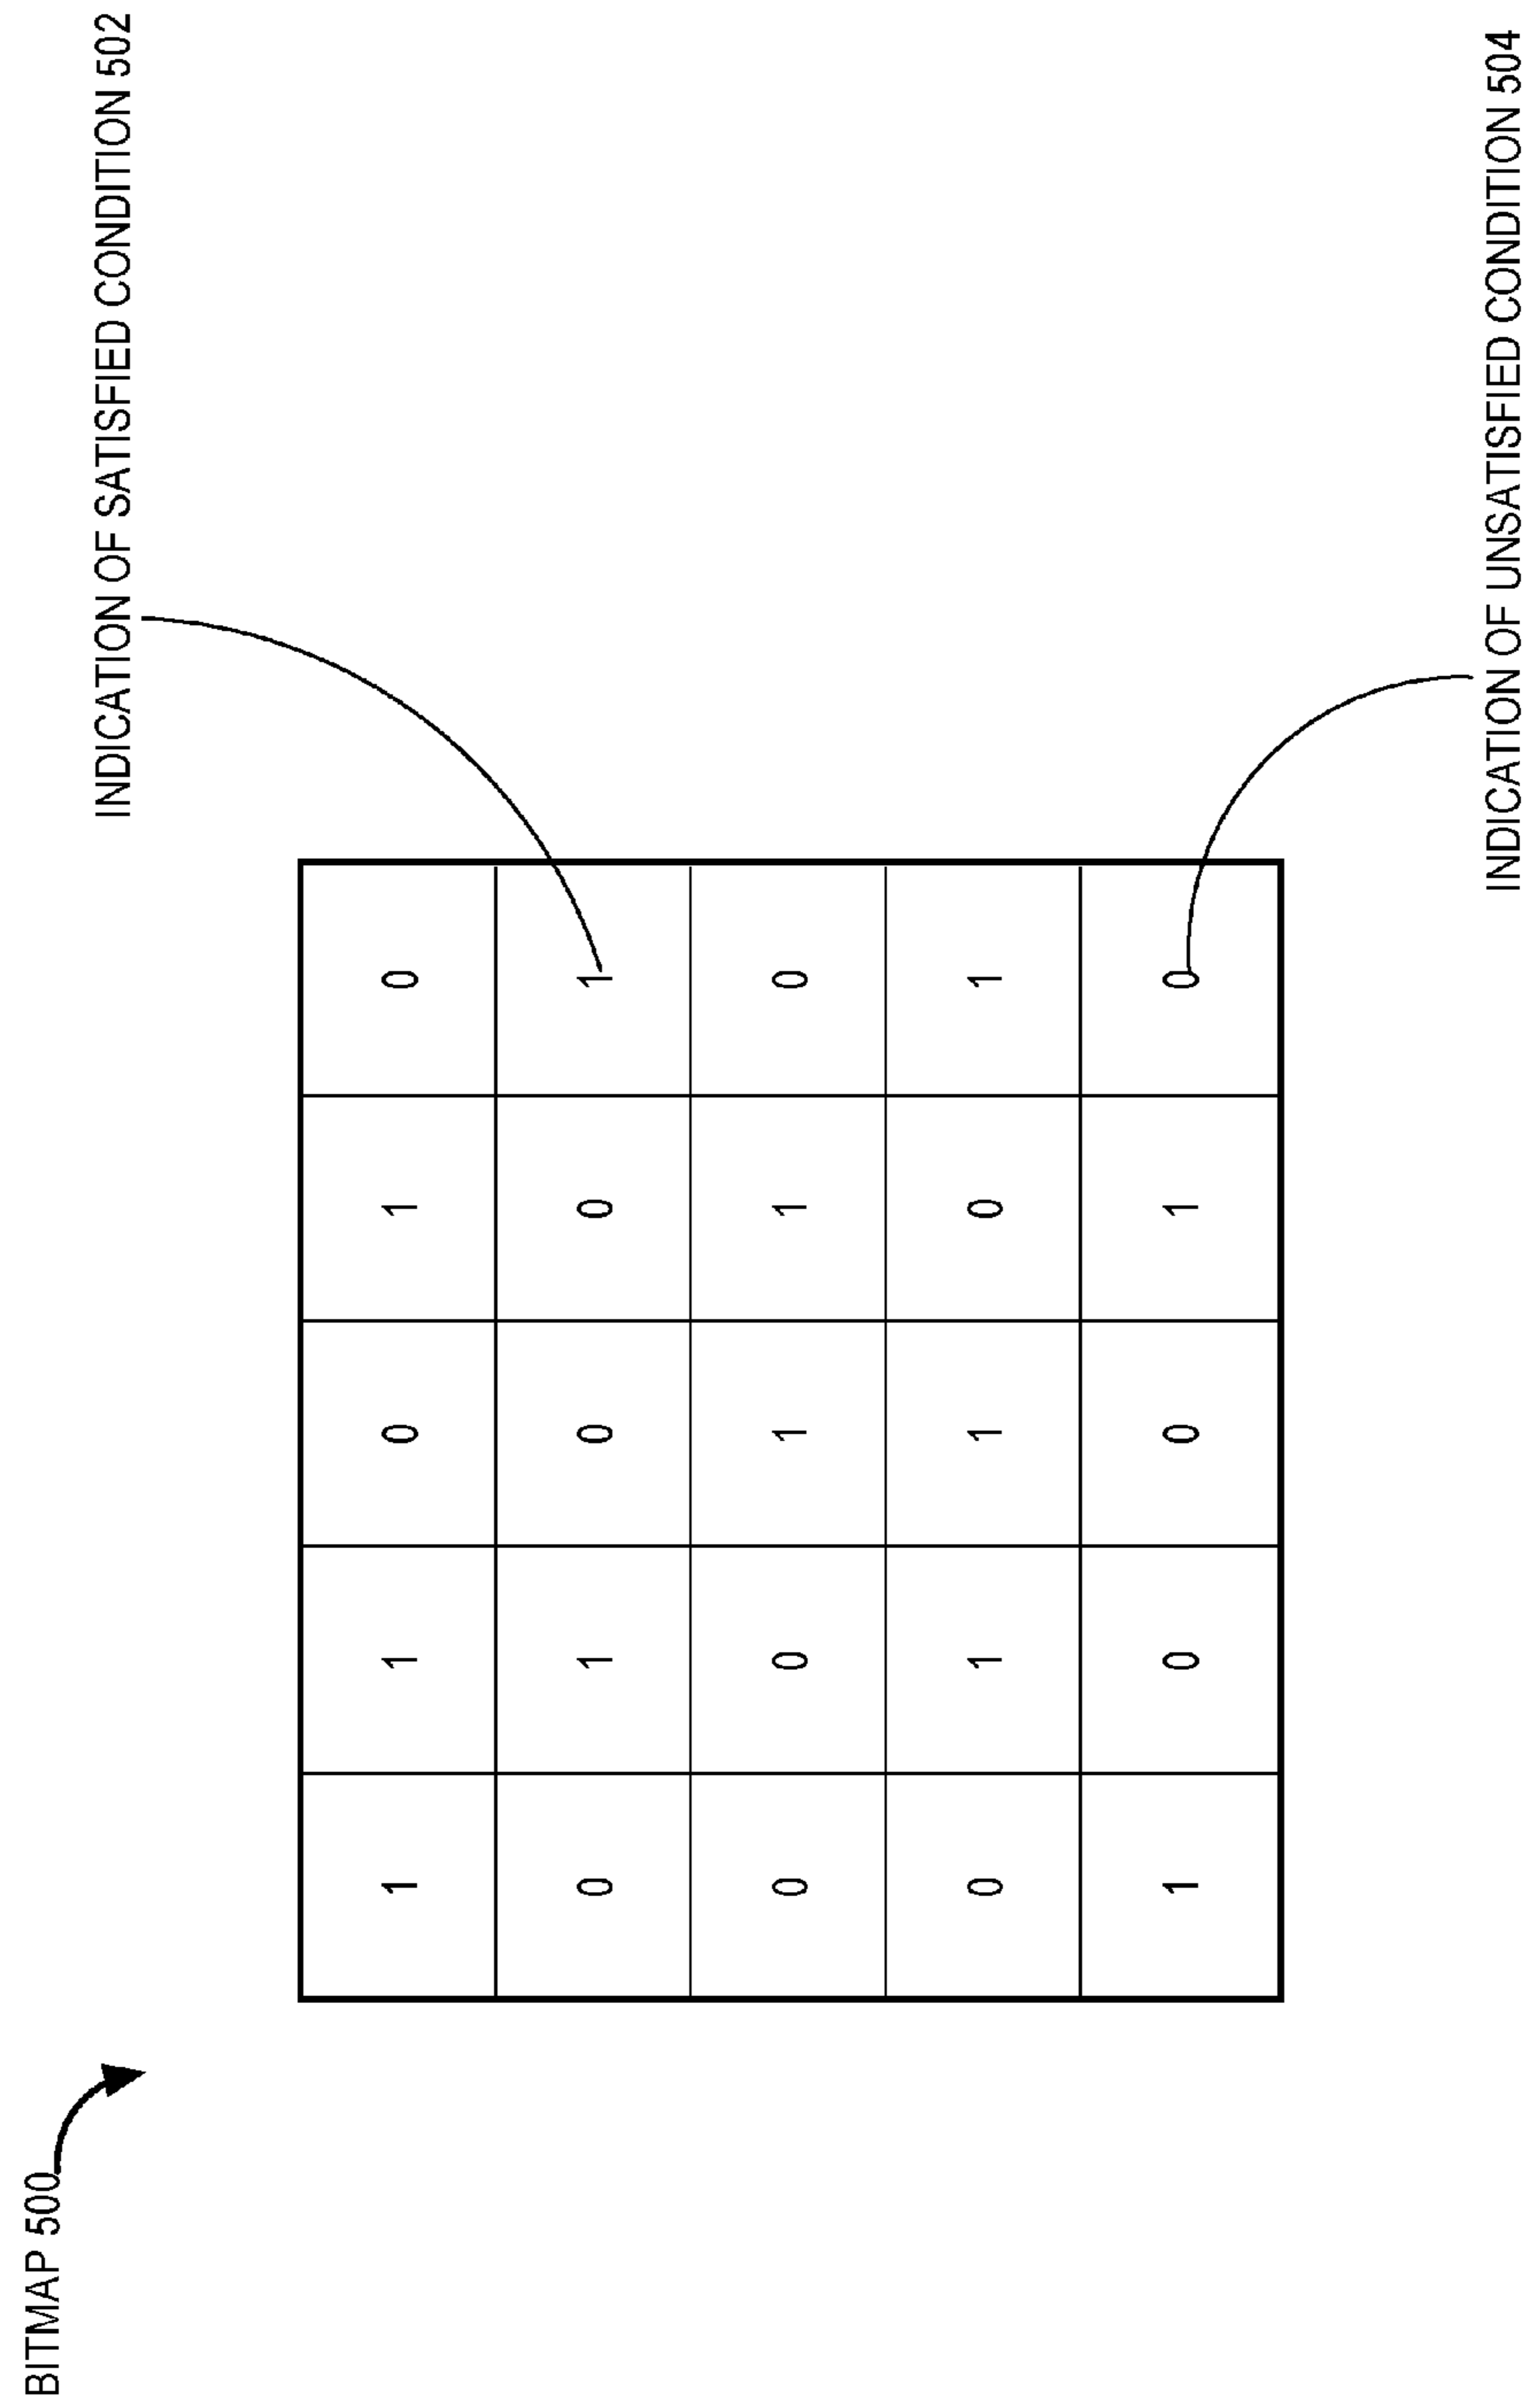 BITMAP 500
INDICATION OF SATISFIED CONDITION 502
1 1 0 1 0
0 1 0 0 1
0 0 1 1 0
0 1 1 0 1
1 0 0 1 0
INDICATION OF UNSATISFIED CONDITION 504